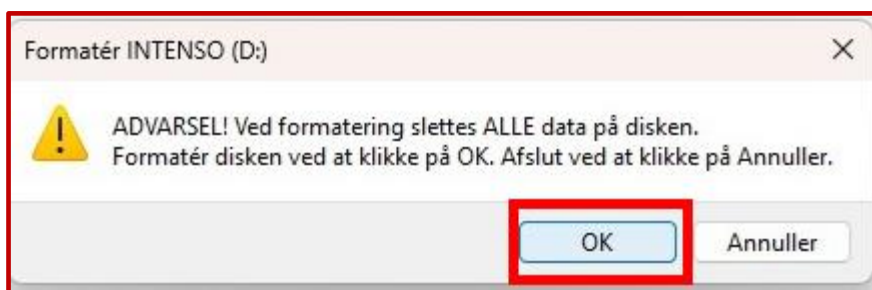 Formatér INTENSO (D:)
ADVARSEL! Ved formatering slettes ALLE data på disken.
Formatér disken ved at klikke på OK. Afslut ved at klikke på Annuller.
OK
Annuller